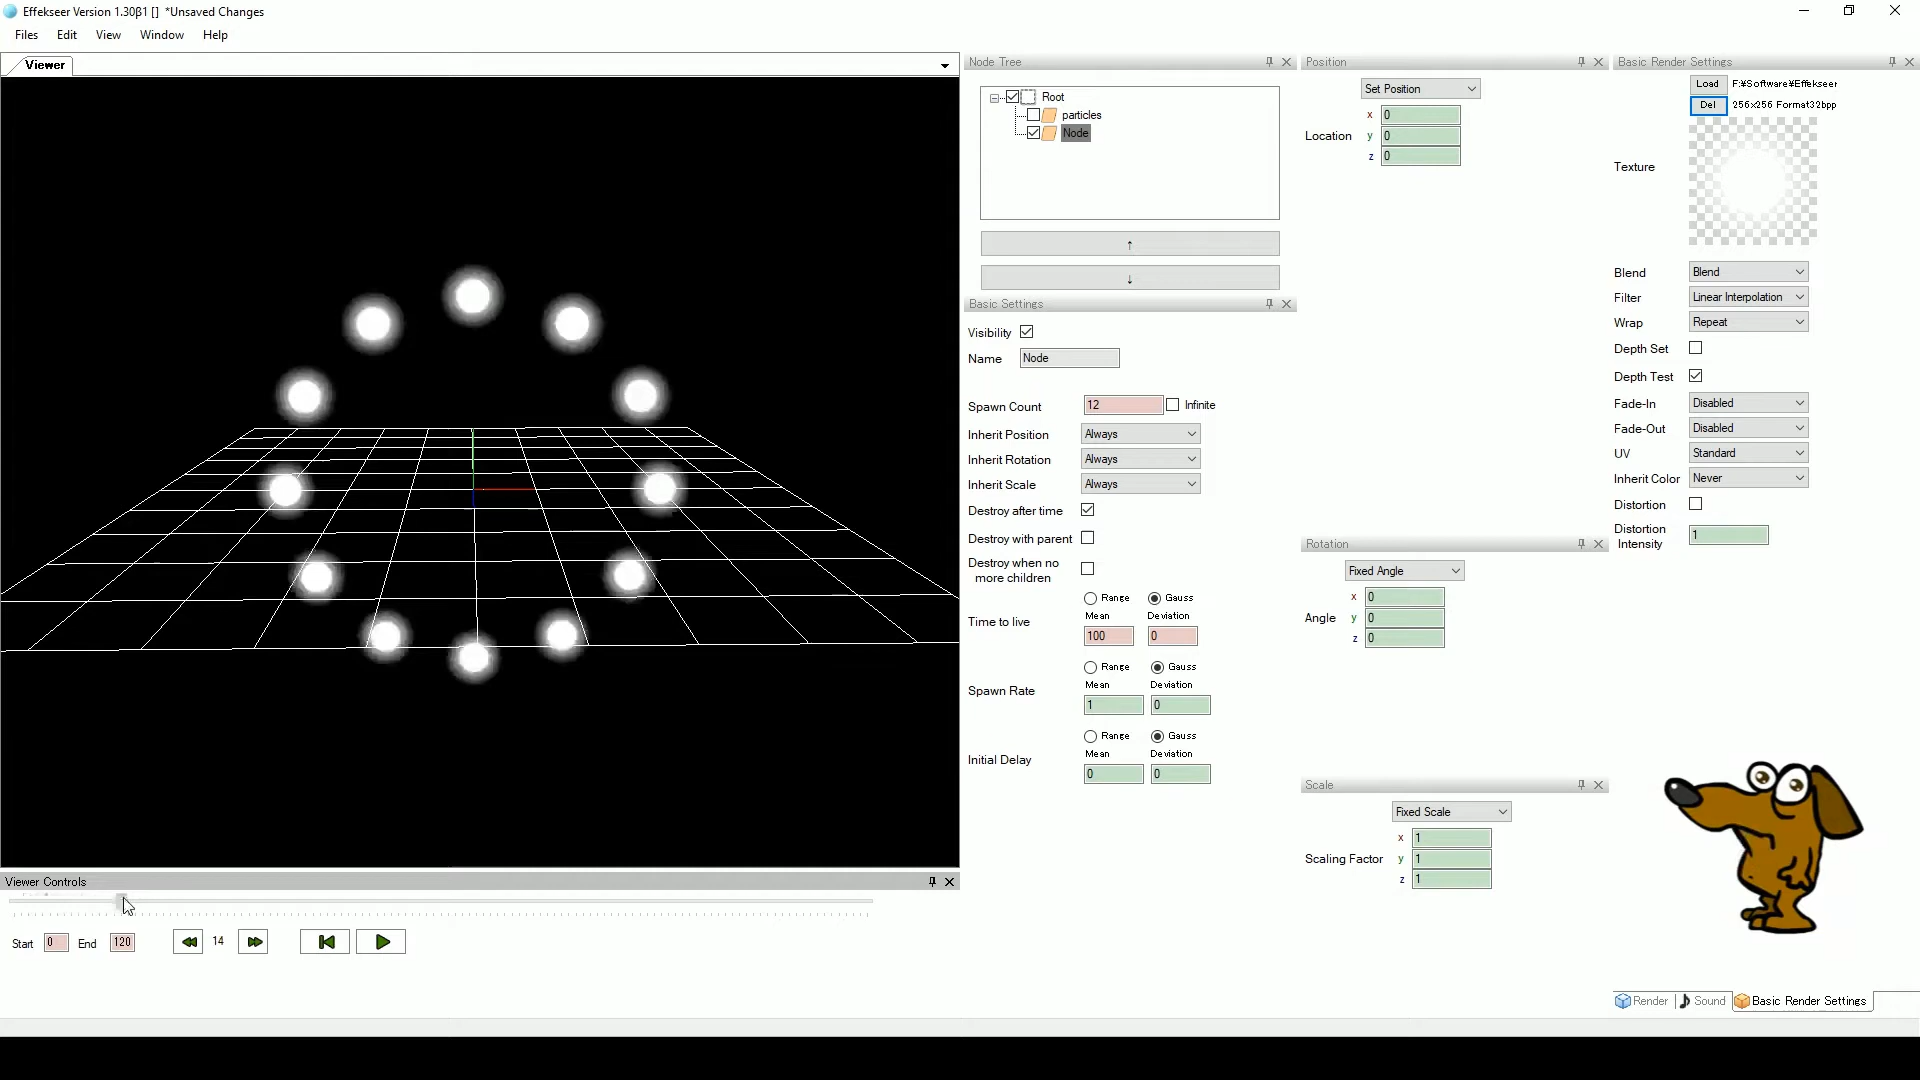 Effekseer Version 1.30β1 [] *Unsaved Changes
Files Edit View Window Help
Viewer
Node Tree
Root
particles
Node
↑
↓
Basic Settings
Visibility
Name Node
Spawn Count 12 Infinite
Inherit Position Always
Inherit Rotation Always
Inherit Scale Always
Destroy after time
Destroy with parent
Destroy when no
more children
Range Gauss
Mean Deviation
Time to live
100 0
Range Gauss
Mean Deviation
Spawn Rate
1 0
Range Gauss
Mean Deviation
Initial Delay
0 0
Position
Set Position
x 0
Location y 0
z 0
Rotation
Fixed Angle
x 0
Angle y 0
z 0
Scale
Fixed Scale
x 1
Scaling Factor y 1
z 1
Basic Render Settings
Load F:¥Software¥Effekseer
Del 256x256 Format32bpp
Texture
Blend Blend
Filter Linear Interpolation
Wrap Repeat
Depth Set
Depth Test
Fade-In Disabled
Fade-Out Disabled
UV Standard
Inherit Color Never
Distortion
Distortion
Intensity 1
Render Sound Basic Render Settings
Viewer Controls
Start 0 End 120 14